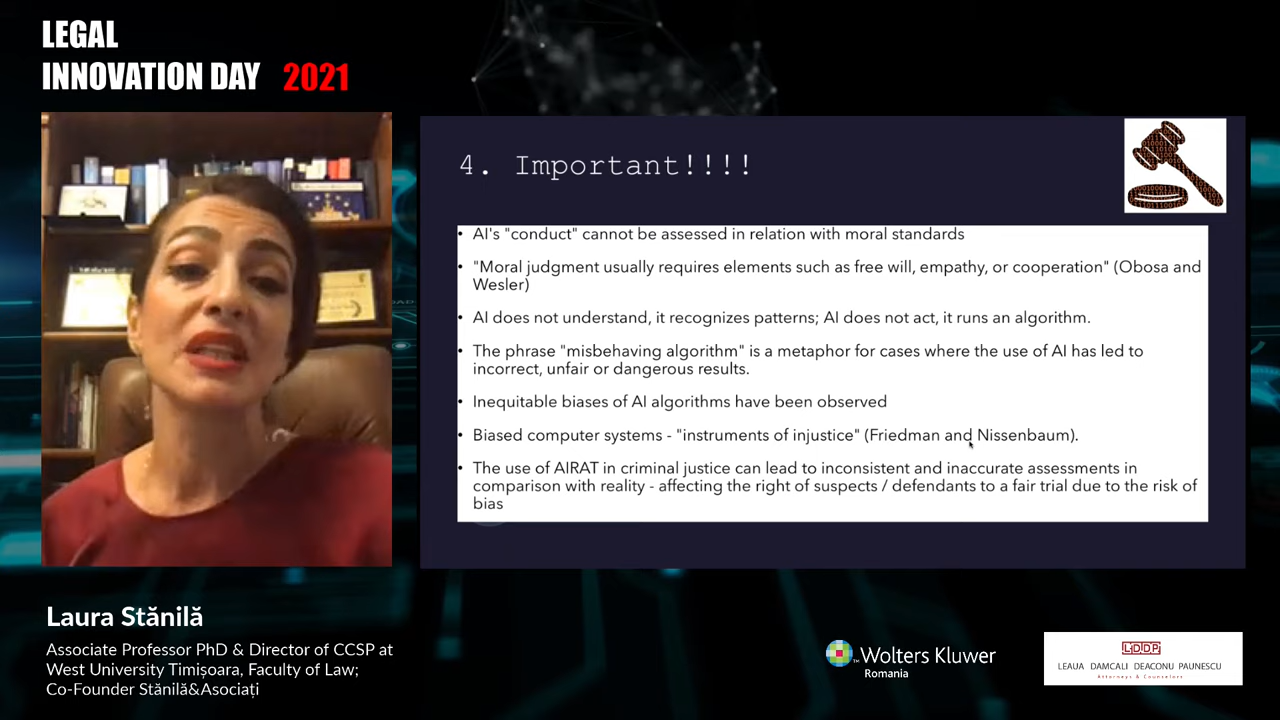 LEGAL
INNOVATION DAY 2021
4. Important!!!!
• AI's "conduct" cannot be assessed in relation with moral standards
• "Moral judgment usually requires elements such as free will, empathy, or cooperation" (Obosa and
Wesler)
• AI does not understand, it recognizes patterns; AI does not act, it runs an algorithm.
• The phrase "misbehaving algorithm" is a metaphor for cases where the use of AI has led to
incorrect, unfair or dangerous results.
• Inequitable biases of AI algorithms have been observed
• Biased computer systems - "instruments of injustice" (Friedman and Nissenbaum).
• The use of AIRAT in criminal justice can lead to inconsistent and inaccurate assessments in
comparison with reality - affecting the right of suspects / defendants to a fair trial due to the risk of
bias
Laura Stănilă
Associate Professor PhD & Director of CCSP at
West University Timișoara, Faculty of Law;
Co-Founder Stănilă&Asociați
Wolters Kluwer
Romania
LDDP
LEAUA DAMCALI DEACONU PAUNESCU
Attorneys & Counselors